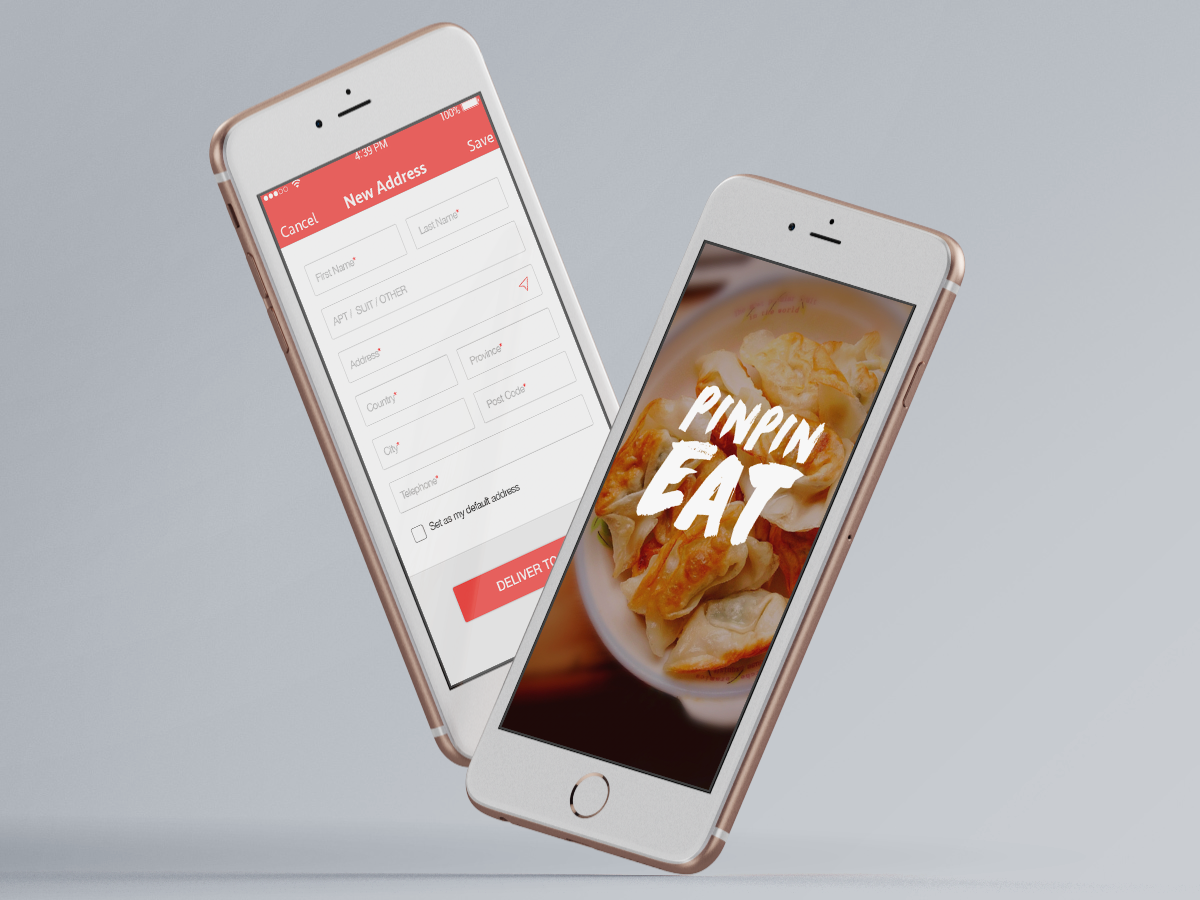 100%
4:39 PM
Cancel New Address Save
First Name* Last Name*
APT / SUIT / OTHER
Address*
Country* Province*
City* Post Code*
Telephone*
Set as my default address
DELIVER TO
PINPIN
EAT